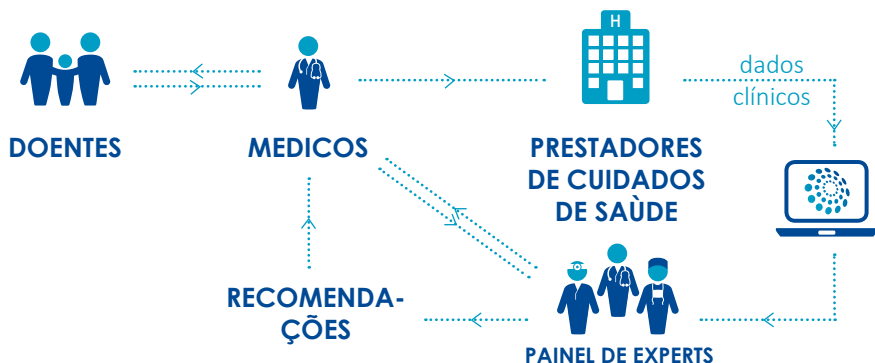 H
dados
clínicos
DOENTES
MEDICOS
PRESTADORES
DE CUIDADOS
DE SAÙDE
RECOMENDA-
ÇÕES
PAINEL DE EXPERTS